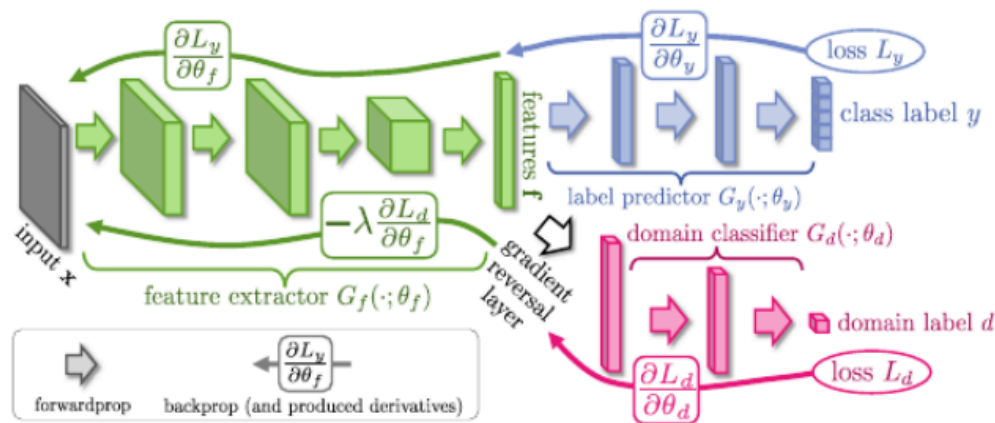 ∂L_y/∂θ_f
∂L_y/∂θ_y
loss L_y
features f
class label y
label predictor G_y(·; θ_y)
−λ ∂L_d/∂θ_f
input x
feature extractor G_f(·; θ_f)
gradient
reversal
layer
domain classifier G_d(·; θ_d)
domain label d
∂L_d/∂θ_d
loss L_d
∂L_y/∂θ_f
forwardprop
backprop (and produced derivatives)